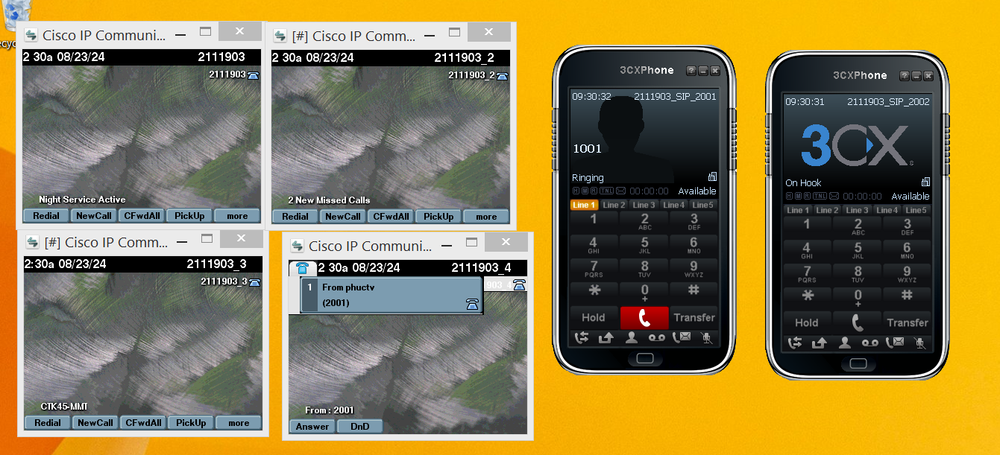 ecyc
Cisco IP Communi...
2 30a 08/23/24 2111903
2111903
Night Service Active
Redial NewCall CFwdAll PickUp more
[#] Cisco IP Comm...
2 30a 08/23/24 2111903_2
2111903_2
2 New Missed Calls
Redial NewCall CFwdAll PickUp more
[#] Cisco IP Comm...
2:30a 08/23/24 2111903_3
2111903_3
CTK45-MMT
Redial NewCall CFwdAll PickUp more
Cisco IP Communi...
2 30a 08/23/24 2111903_4
903_4
1 From phuctv
(2001)
From : 2001
Answer DnD
3CXPhone
09:30:32 2111903_SIP_2001
1001
Ringing
H M R TNL 00:00:00 Available
Line 1 Line 2 Line 3 Line 4 Line 5
1 2 3
ABC DEF
4 5 6
GHI JKL MNO
7 8 9
PQRS TUV WXYZ
* 0 #
+
Hold Transfer
3CXPhone
09:30:31 2111903_SIP_2002
3CX
On Hook
H M R TNL 00:00:00 Available
Line 1 Line 2 Line 3 Line 4 Line 5
1 2 3
ABC DEF
4 5 6
GHI JKL MNO
7 8 9
PQRS TUV WXYZ
* 0 #
+
Hold Transfer